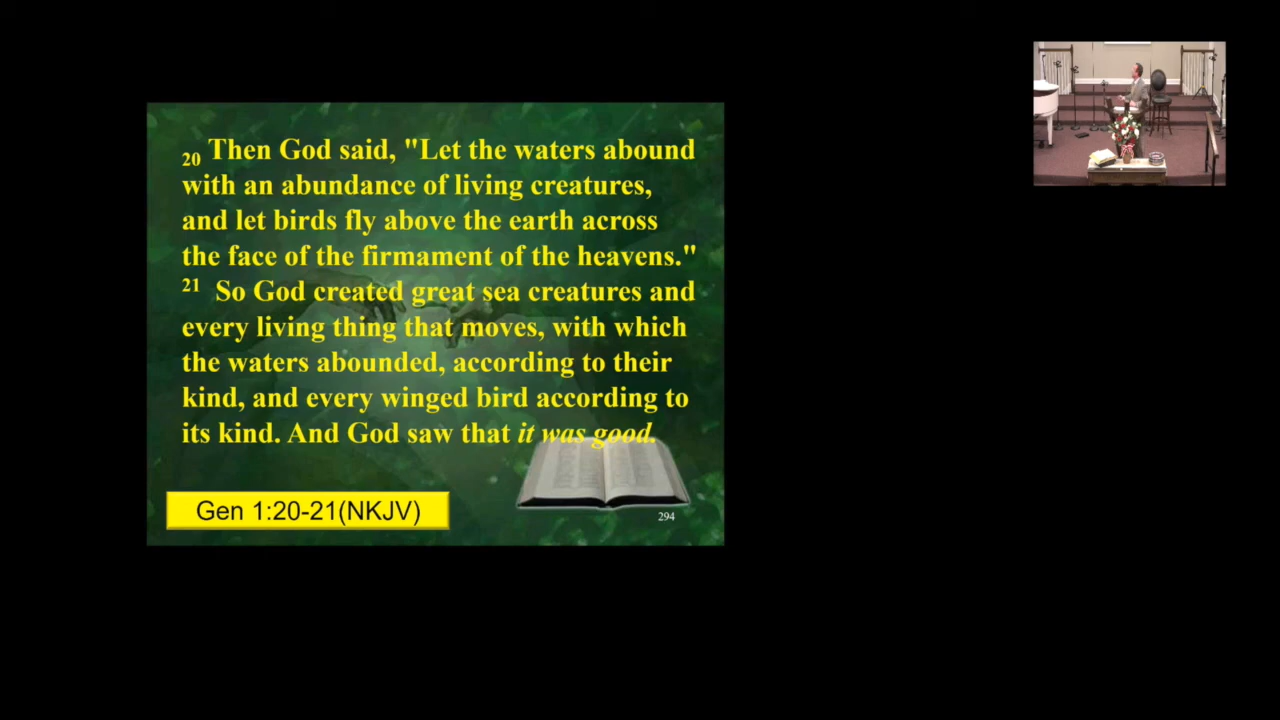 20 Then God said, "Let the waters abound
with an abundance of living creatures,
and let birds fly above the earth across
the face of the firmament of the heavens."
21 So God created great sea creatures and
every living thing that moves, with which
the waters abounded, according to their
kind, and every winged bird according to
its kind. And God saw that it was good.
Gen 1:20-21(NKJV)
294